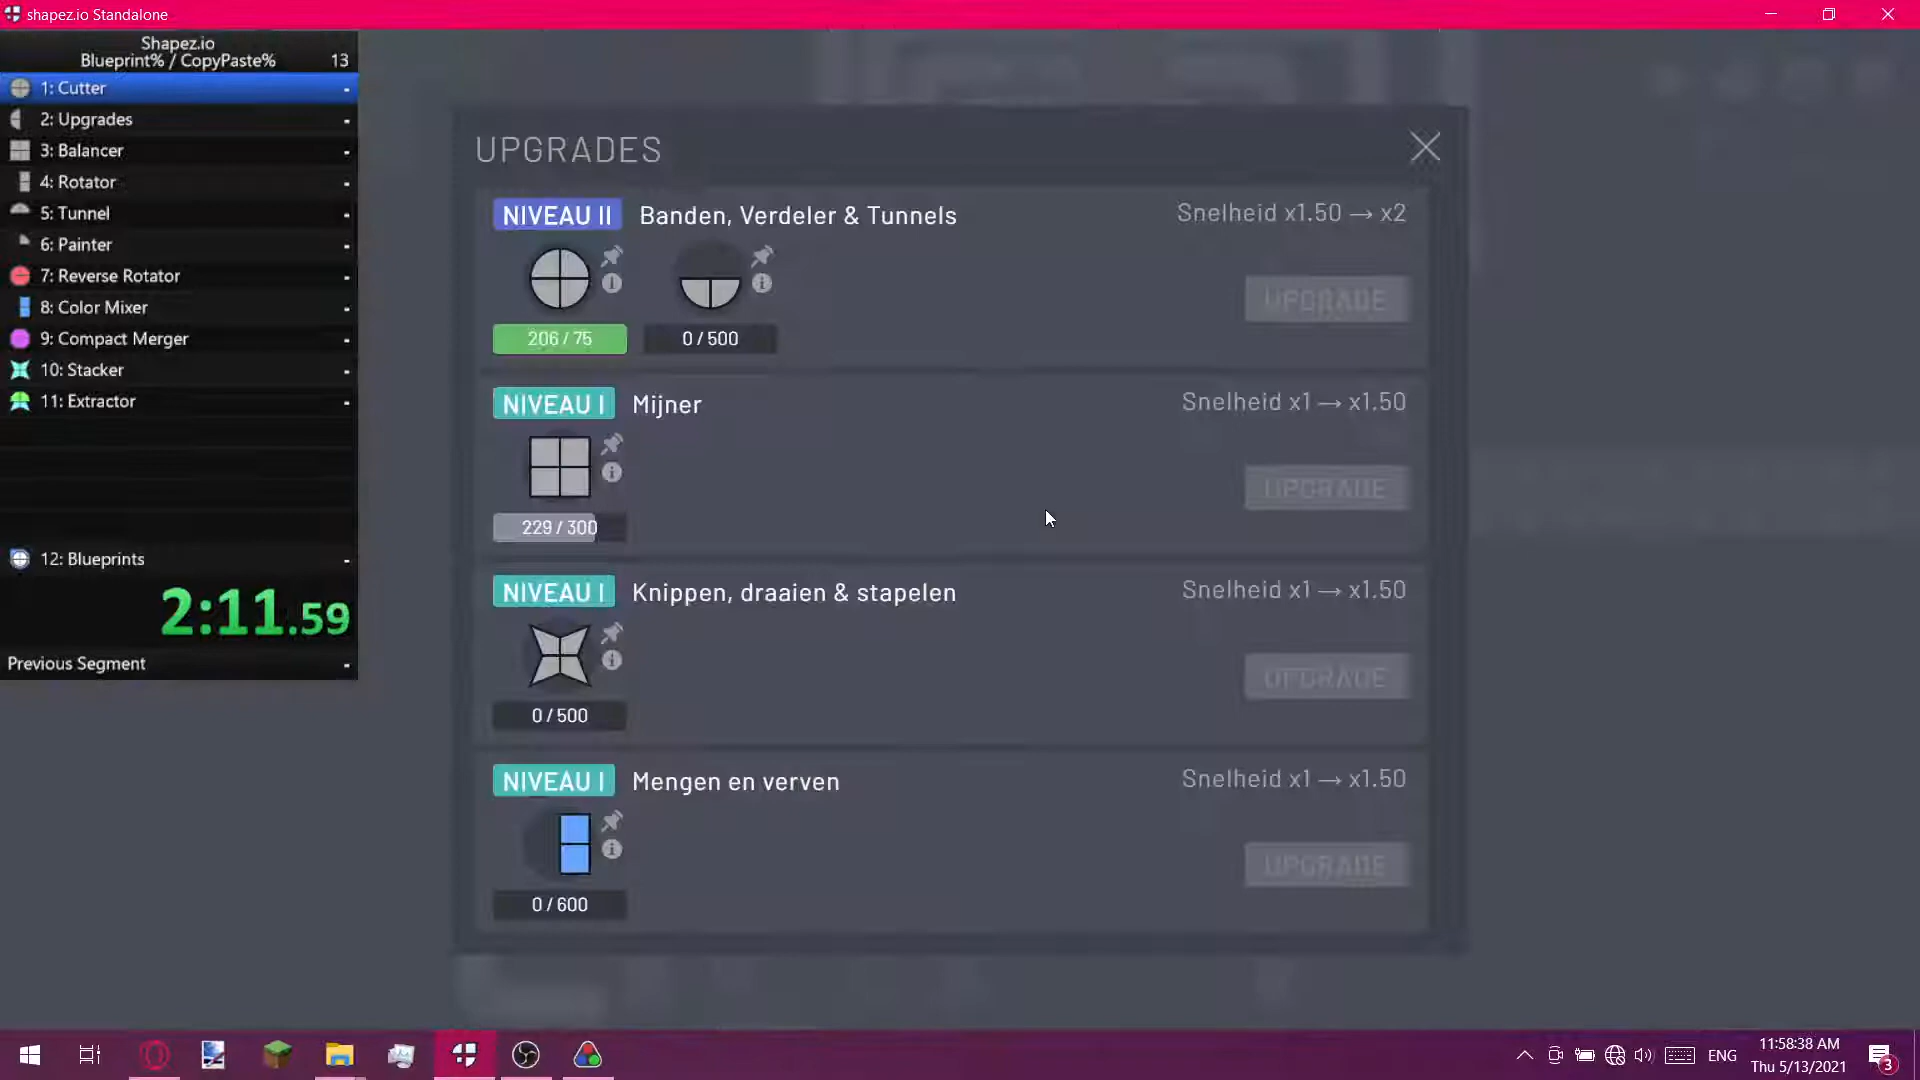 shapez.io Standalone
Shapez.io
Blueprint% / CopyPaste% 13
1: Cutter -
2: Upgrades -
3: Balancer -
4: Rotator -
5: Tunnel -
6: Painter -
7: Reverse Rotator -
8: Color Mixer -
9: Compact Merger -
10: Stacker -
11: Extractor -
12: Blueprints -
2:11.59
Previous Segment -
UPGRADES
NIVEAU II Banden, Verdeler & Tunnels Snelheid x1.50 → x2
206 / 75 0 / 500
UPGRADE
NIVEAU I Mijner Snelheid x1 → x1.50
229 / 300
UPGRADE
NIVEAU I Knippen, draaien & stapelen Snelheid x1 → x1.50
0 / 500
UPGRADE
NIVEAU I Mengen en verven Snelheid x1 → x1.50
0 / 600
UPGRADE
ENG
11:58:38 AM
Thu 5/13/2021
3